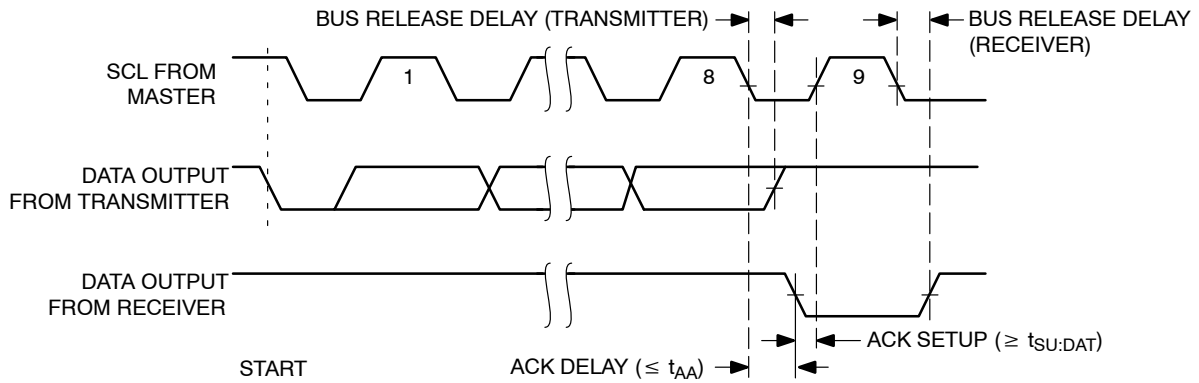 BUS RELEASE DELAY (TRANSMITTER)
BUS RELEASE DELAY
(RECEIVER)
SCL FROM
MASTER
1
8
9
DATA OUTPUT
FROM TRANSMITTER
DATA OUTPUT
FROM RECEIVER
ACK SETUP (≥ tSU:DAT)
START
ACK DELAY (≤ tAA)